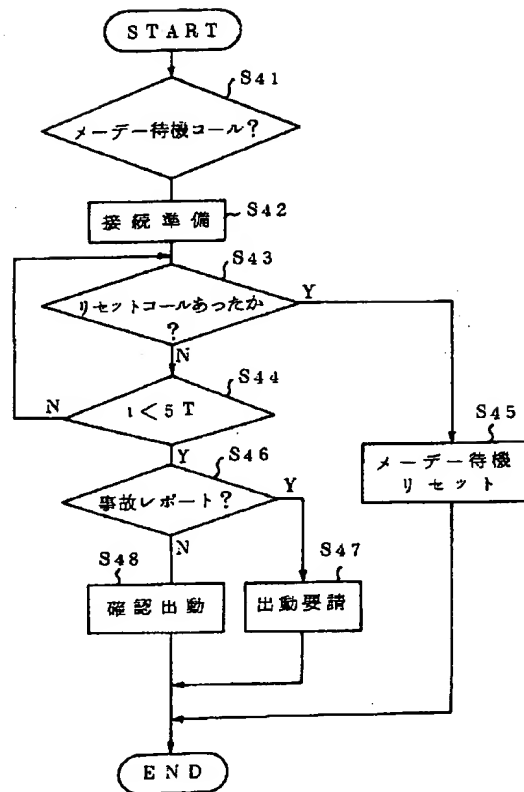 START
S41
メーデー待機コール?
接続準備
S42
S43
リセットコールあったか
?
Y
N
S44
t<5T
N
Y
S45
メーデー待機
リセット
S46
事故レポート?
Y
N
S48
確認出動
S47
出動要請
END